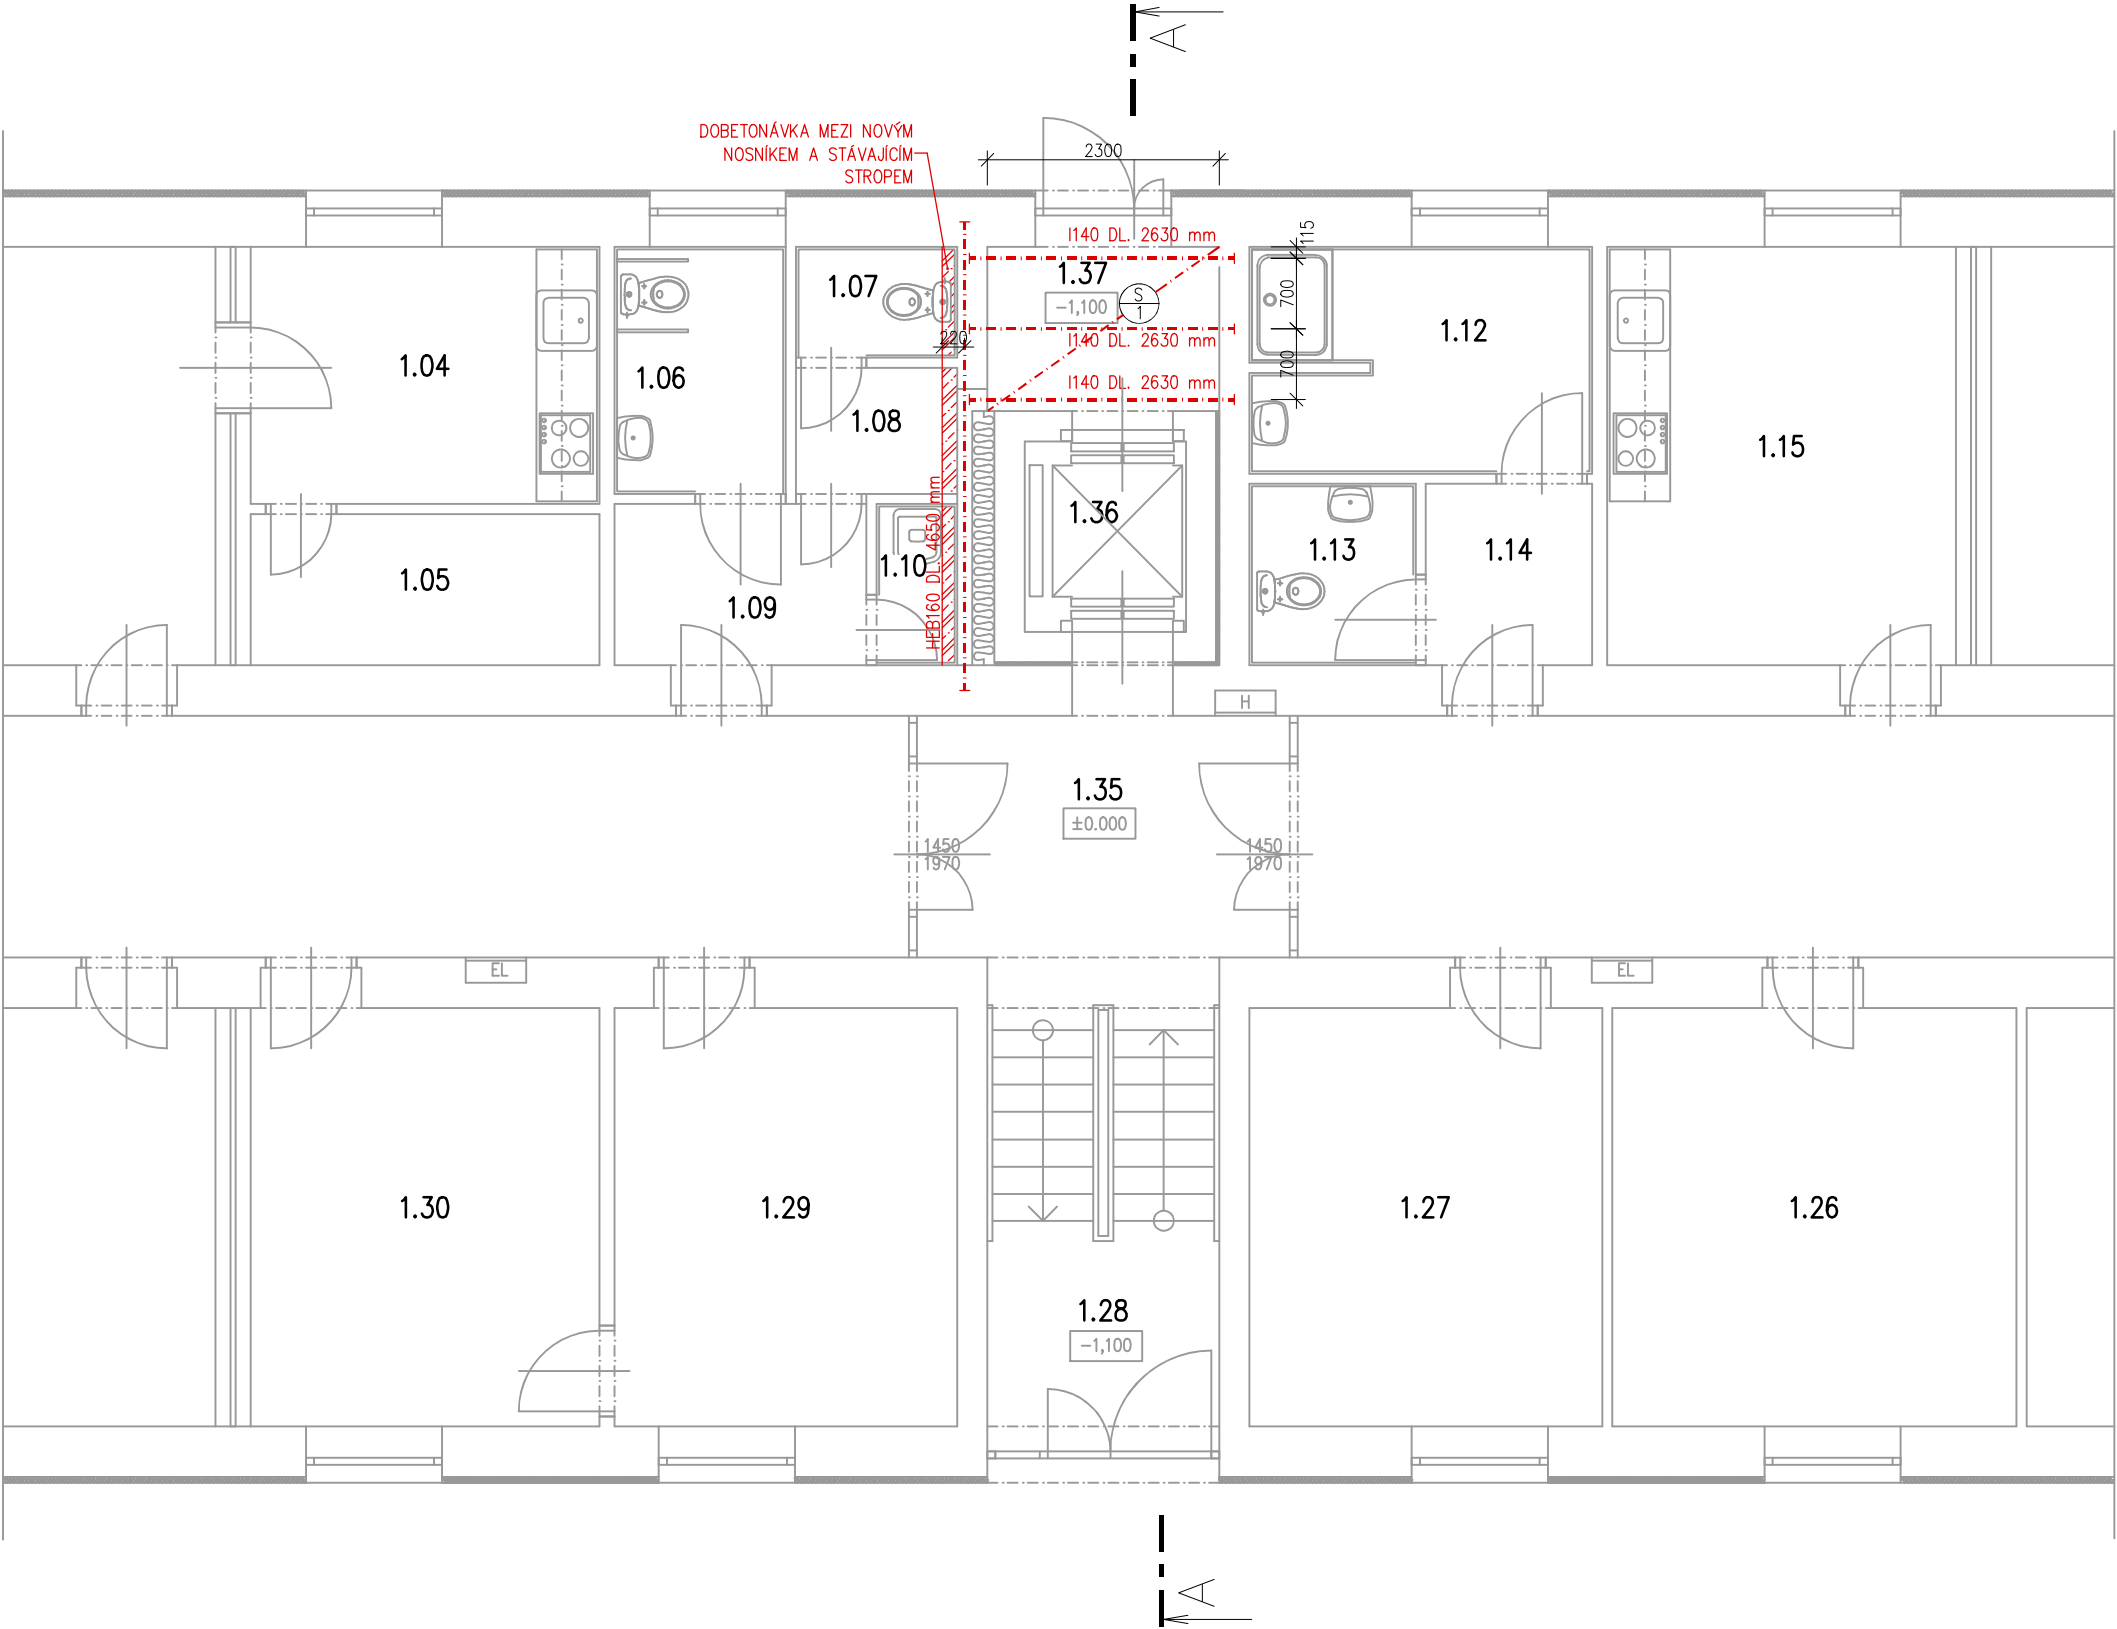 A
DOBETONÁVKA MEZI NOVÝM
NOSNÍKEM A STÁVAJÍCÍM
STROPEM
2300
I140 DL. 2630 mm
115
1.37
-1,100
S
1
700
1.07
220
I140 DL. 2630 mm
1.12
700
1.04
1.06
I140 DL. 2630 mm
1.08
1.15
HEB160 DL. 4650 mm
1.36
1.13
1.14
1.10
1.05
1.09
H
1.35
±0.000
1450
1970
1450
1970
EL
EL
1.30
1.29
1.27
1.26
1.28
-1,100
A